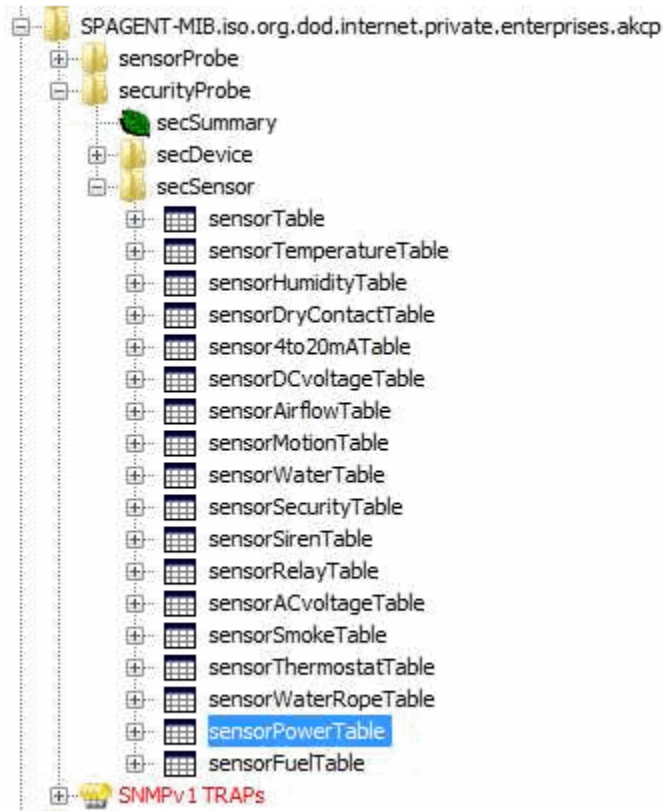 SPAGENT-MIB.iso.org.dod.internet.private.enterprises.akcp
sensorProbe
securityProbe
secSummary
secDevice
secSensor
sensorTable
sensorTemperatureTable
sensorHumidityTable
sensorDryContactTable
sensor4to20mATable
sensorDCvoltageTable
sensorAirflowTable
sensorMotionTable
sensorWaterTable
sensorSecurityTable
sensorSirenTable
sensorRelayTable
sensorACvoltageTable
sensorSmokeTable
sensorThermostatTable
sensorWaterRopeTable
sensorPowerTable
sensorFuelTable
SNMPv1 TRAPs